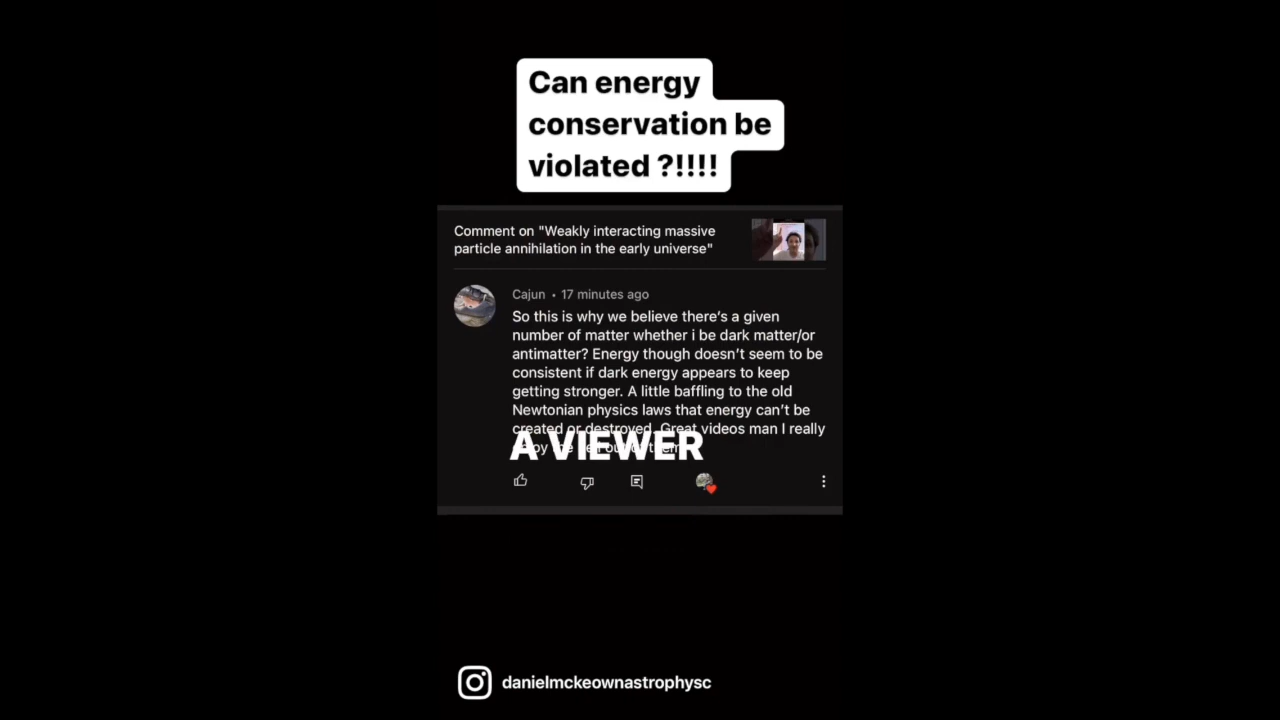 Can energy
conservation be
violated ?!!!!
Comment on "Weakly interacting massive
particle annihilation in the early universe"
Cajun • 17 minutes ago
So this is why we believe there's a given
number of matter whether i be dark matter/or
antimatter? Energy though doesn't seem to be
consistent if dark energy appears to keep
getting stronger. A little baffling to the old
Newtonian physics laws that energy can't be
created or destroyed. Great videos man I really
A VIEWER
danielmckeownastrophysc